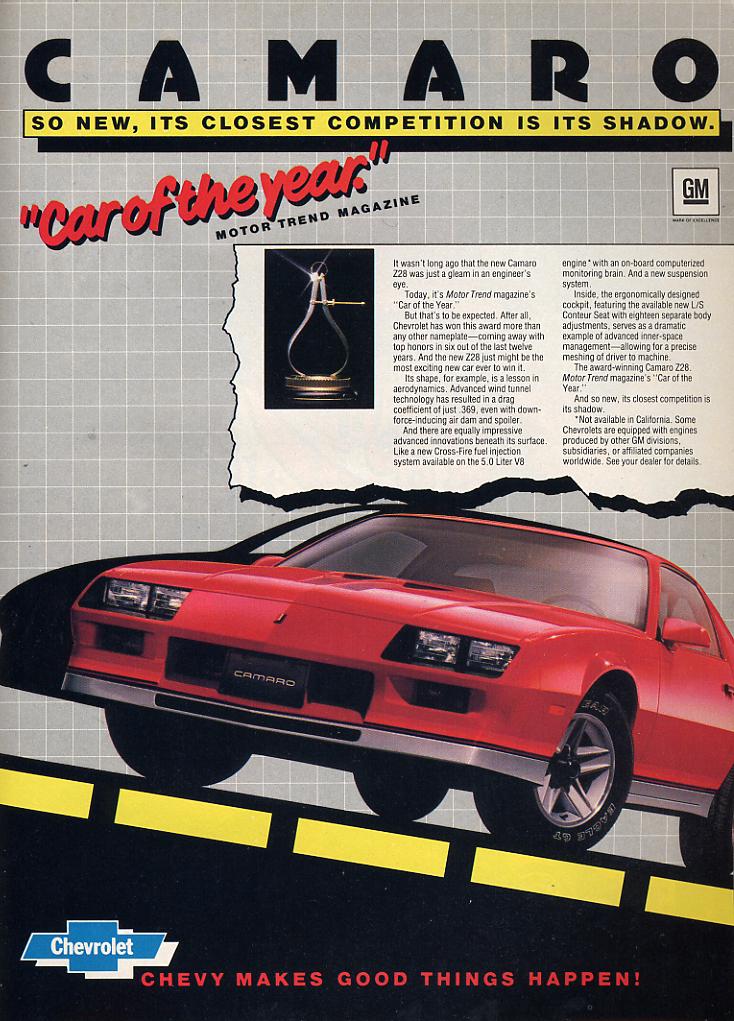 CAMARO
SO NEW, ITS CLOSEST COMPETITION IS ITS SHADOW.
"Car of the year."
MOTOR TREND MAGAZINE
GM
MARK OF EXCELLENCE
It wasn't long ago that the new Camaro
Z28 was just a gleam in an engineer's
eye.
Today, it's Motor Trend magazine's
"Car of the Year."
But that's to be expected. After all,
Chevrolet has won this award more than
any other nameplate—coming away with
top honors in six out of the last twelve
years. And the new Z28 just might be the
most exciting new car ever to win it.
Its shape, for example, is a lesson in
aerodynamics. Advanced wind tunnel
technology has resulted in a drag
coefficient of just .369, even with down-
force-inducing air dam and spoiler.
And there are equally impressive
advanced innovations beneath its surface.
Like a new Cross-Fire fuel injection
system available on the 5.0 Liter V8
engine* with an on-board computerized
monitoring brain. And a new suspension
system.
Inside, the ergonomically designed
cockpit, featuring the available new L/S
Conteur Seat with eighteen separate body
adjustments, serves as a dramatic
example of advanced inner-space
management—allowing for a precise
meshing of driver to machine.
The award-winning Camaro Z28.
Motor Trend magazine's "Car of the
Year."
And so new, its closest competition is
its shadow.
*Not available in California. Some
Chevrolets are equipped with engines
produced by other GM divisions,
subsidiaries, or affiliated companies
worldwide. See your dealer for details.
CAMARO
EAGLE GT
Chevrolet
CHEVY MAKES GOOD THINGS HAPPEN!